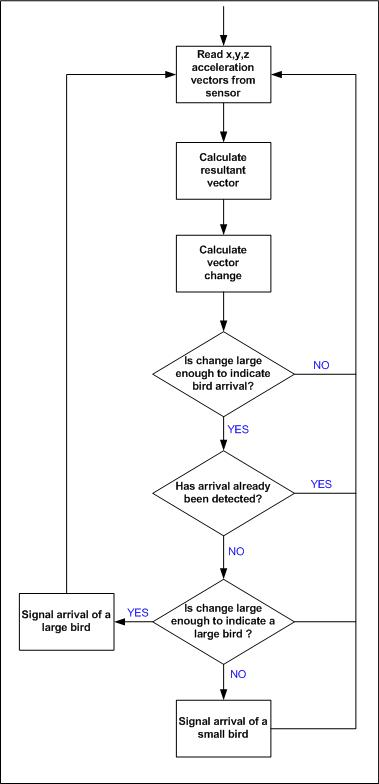 Read x,y,z
acceleration
vectors from
sensor
Calculate
resultant
vector
Calculate
vector
change
Is change large
enough to indicate
bird arrival?
NO
YES
Has arrival already
been detected?
YES
NO
Is change large
enough to indicate a
large bird ?
YES
Signal arrival of a
large bird
NO
Signal arrival of a
small bird